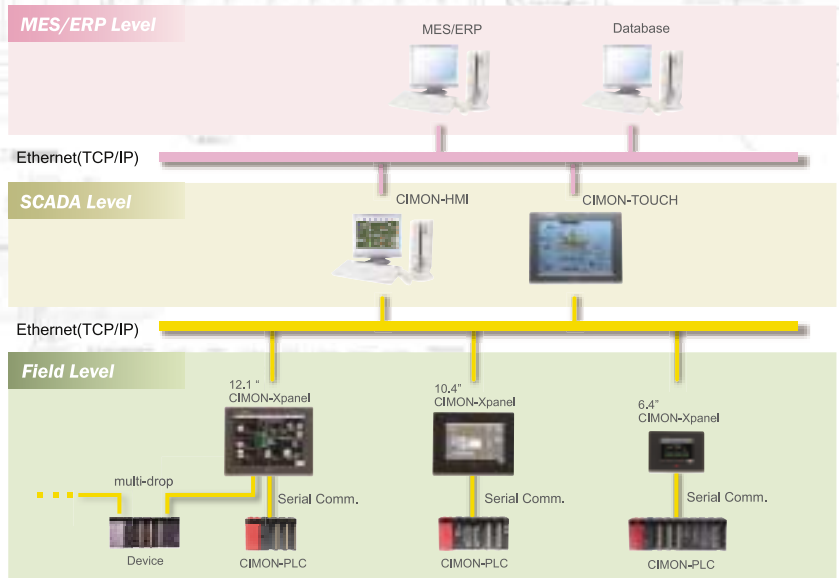 MES/ERP Level
MES/ERP
Database
Ethernet(TCP/IP)
SCADA Level
CIMON-HMI
CIMON-TOUCH
Ethernet(TCP/IP)
Field Level
12.1 "
CIMON-Xpanel
10.4"
CIMON-Xpanel
6.4"
CIMON-Xpanel
multi-drop
Serial Comm.
Serial Comm.
Serial Comm.
Device
CIMON-PLC
CIMON-PLC
CIMON-PLC